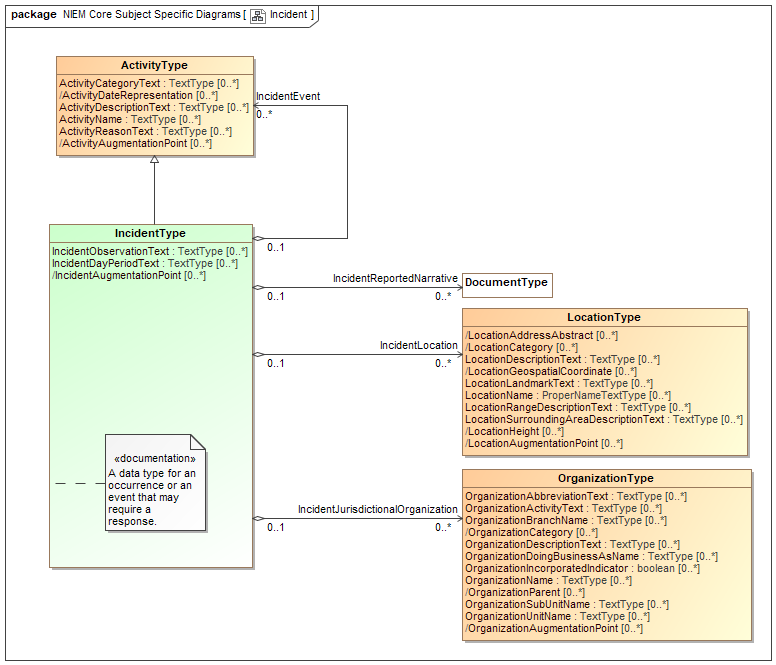 package NIEM Core Subject Specific Diagrams [ Incident ]
ActivityType
ActivityCategoryText : TextType [0..*]
/ActivityDateRepresentation [0..*]
ActivityDescriptionText : TextType [0..*]
ActivityName : TextType [0..*]
ActivityReasonText : TextType [0..*]
/ActivityAugmentationPoint [0..*]
IncidentEvent
0..*
0..1
IncidentType
IncidentObservationText : TextType [0..*]
IncidentDayPeriodText : TextType [0..*]
/IncidentAugmentationPoint [0..*]
«documentation»
A data type for an
occurrence or an
event that may
require a
response.
IncidentReportedNarrative
0..1
0..*
DocumentType
IncidentLocation
0..1
0..*
LocationType
/LocationAddressAbstract [0..*]
/LocationCategory [0..*]
LocationDescriptionText : TextType [0..*]
/LocationGeospatialCoordinate [0..*]
LocationLandmarkText : TextType [0..*]
LocationName : ProperNameTextType [0..*]
LocationRangeDescriptionText : TextType [0..*]
LocationSurroundingAreaDescriptionText : TextType [0..*]
/LocationHeight [0..*]
/LocationAugmentationPoint [0..*]
IncidentJurisdictionalOrganization
0..1
0..*
OrganizationType
OrganizationAbbreviationText : TextType [0..*]
OrganizationActivityText : TextType [0..*]
OrganizationBranchName : TextType [0..*]
/OrganizationCategory [0..*]
OrganizationDescriptionText : TextType [0..*]
OrganizationDoingBusinessAsName : TextType [0..*]
OrganizationIncorporatedIndicator : boolean [0..*]
OrganizationName : TextType [0..*]
/OrganizationParent [0..*]
OrganizationSubUnitName : TextType [0..*]
OrganizationUnitName : TextType [0..*]
/OrganizationAugmentationPoint [0..*]